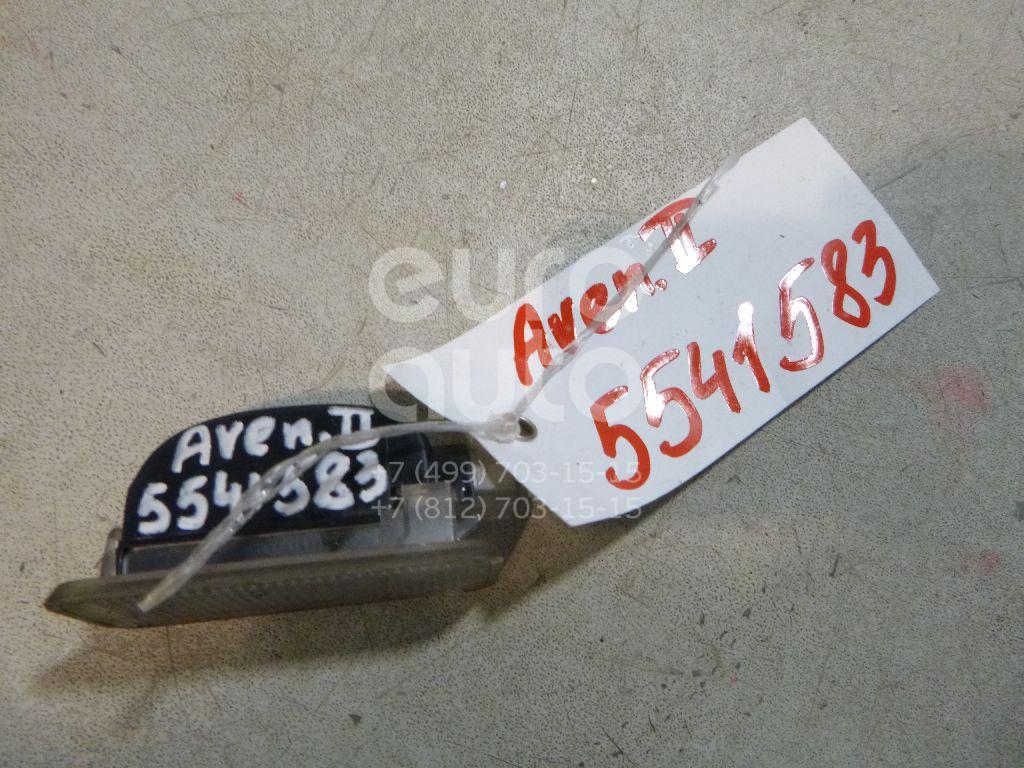 Aven. II
5541583
Aven. II
5541583
euro
auto
+7 (499) 703-15-15
+7 (812) 703-15-15